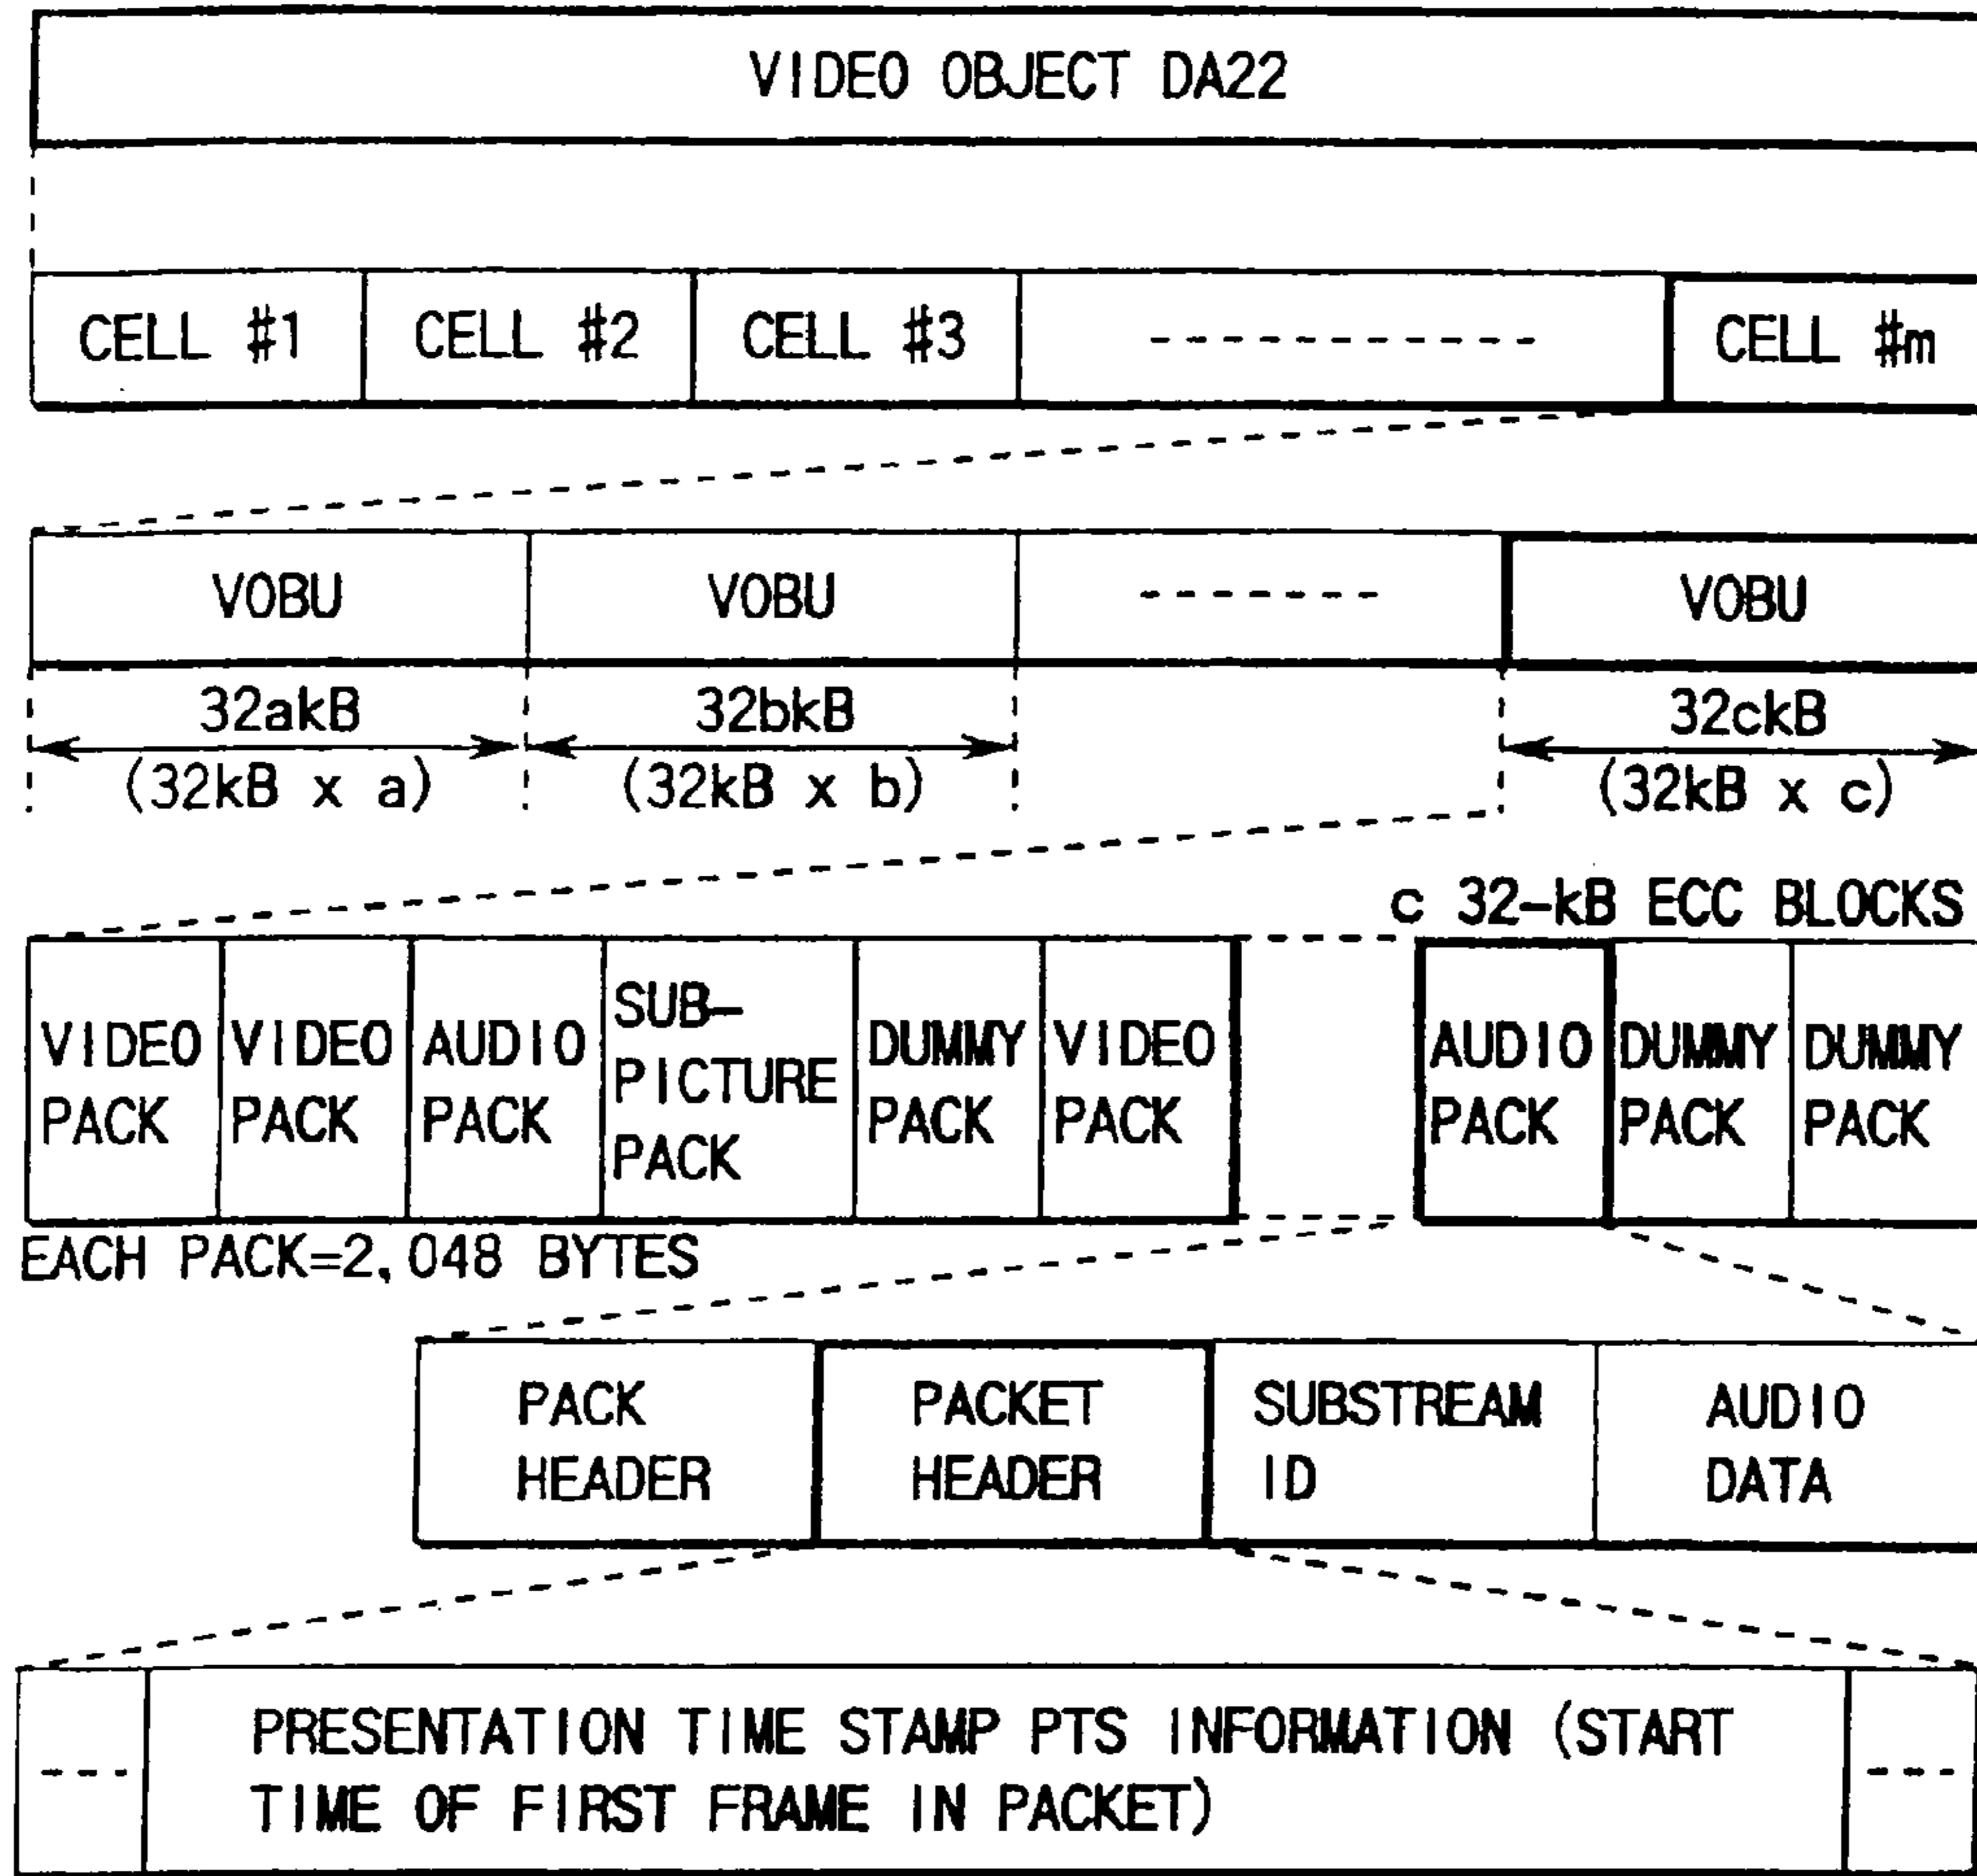 VIDEO OBJECT DA22
CELL #1 CELL #2 CELL #3 ----------- CELL #m
VOBU VOBU ------- VOBU
32akB 32bkB 32ckB
(32kB x a) (32kB x b) (32kB x c)
c 32-kB ECC BLOCKS
VIDEO
PACK
VIDEO
PACK
AUDIO
PACK
SUB-
PICTURE
PACK
DUMMY
PACK
VIDEO
PACK
AUDIO
PACK
DUMMY
PACK
DUMMY
PACK
EACH PACK=2,048 BYTES
PACK
HEADER
PACKET
HEADER
SUBSTREAM
ID
AUDIO
DATA
--- PRESENTATION TIME STAMP PTS INFORMATION (START
TIME OF FIRST FRAME IN PACKET) ---